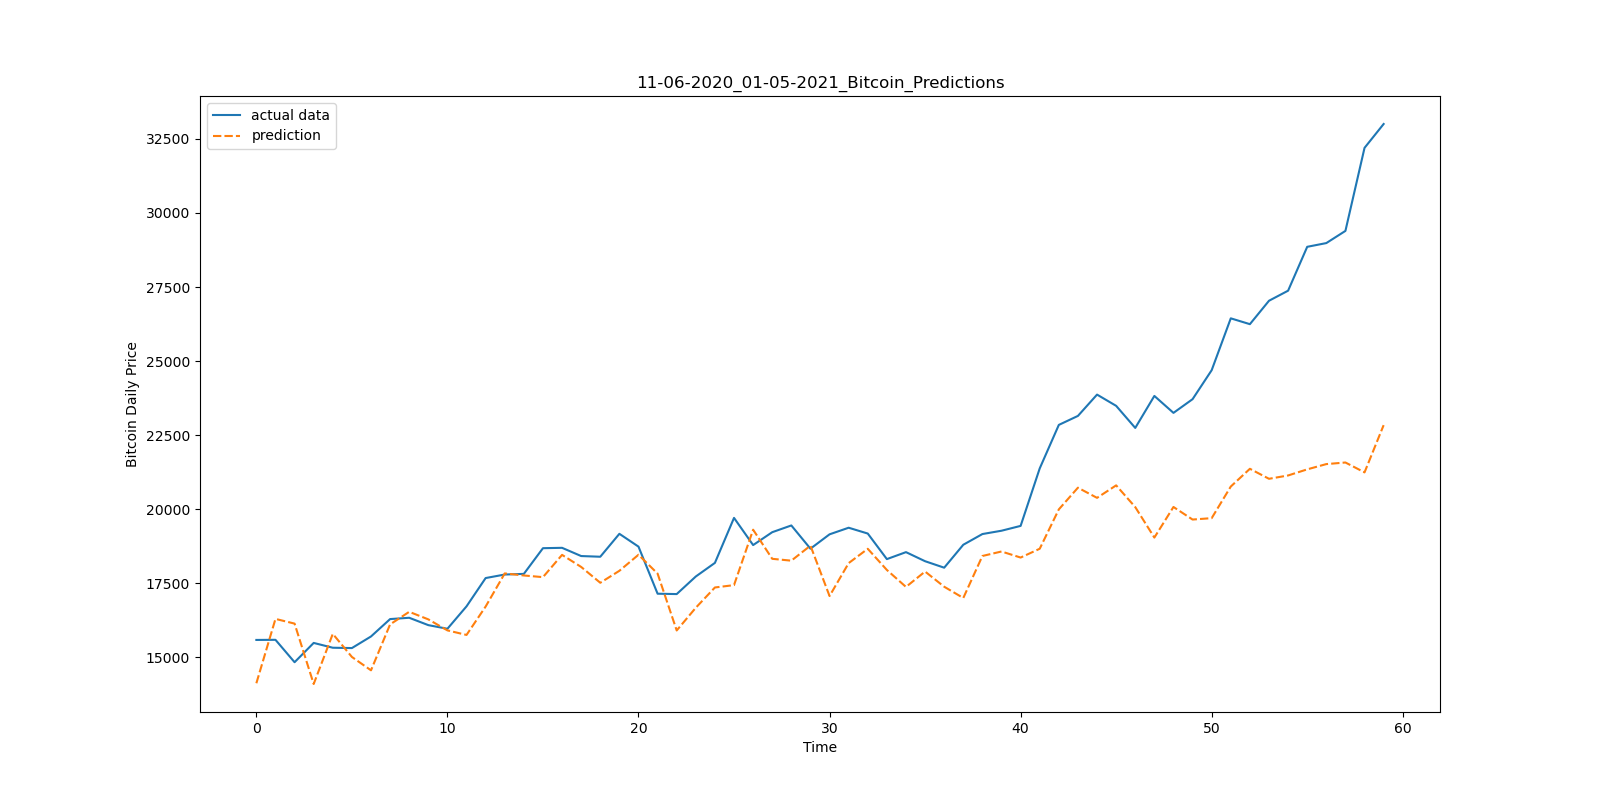 11-06-2020_01-05-2021_Bitcoin_Predictions
actual data
prediction
32500
30000
27500
25000
22500
20000
17500
15000
Bitcoin Daily Price
0 10 20 30 40 50 60
Time